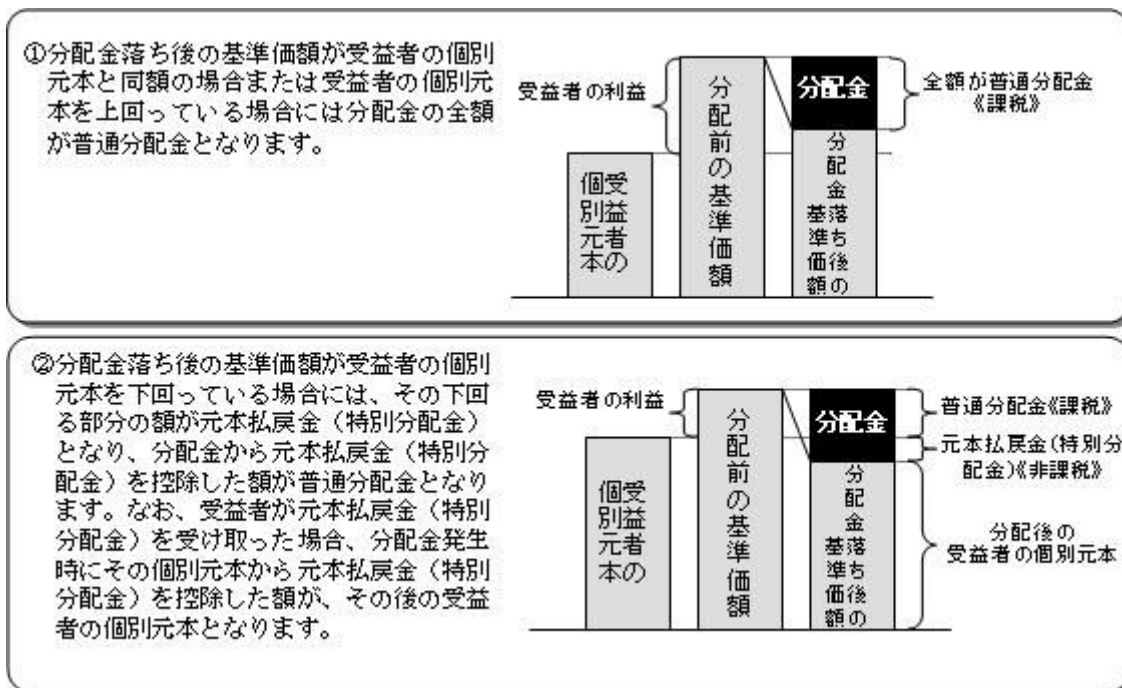 ①分配金落ち後の基準価額が受益者の個別
元本と同額の場合または受益者の個別元
本を上回っている場合には分配金の全額
が普通分配金となります。
受益者の利益
受益者の
個別元本
分配前の基準価額
分配金
分配金落ち後の
基準価額
全額が普通分配金
《課税》
②分配金落ち後の基準価額が受益者の個別
元本を下回っている場合には、その下回
る部分の額が元本払戻金（特別分配金）
となり、分配金から元本払戻金（特別分
配金）を控除した額が普通分配金となり
ます。なお、受益者が元本払戻金（特別
分配金）を受け取った場合、分配金発生
時にその個別元本から元本払戻金（特別
分配金）を控除した額が、その後の受益
者の個別元本となります。
受益者の利益
受益者の
個別元本
分配前の基準価額
分配金
分配金落ち後の
基準価額
普通分配金《課税》
元本払戻金(特別分
配金)《非課税》
分配後の
受益者の個別元本